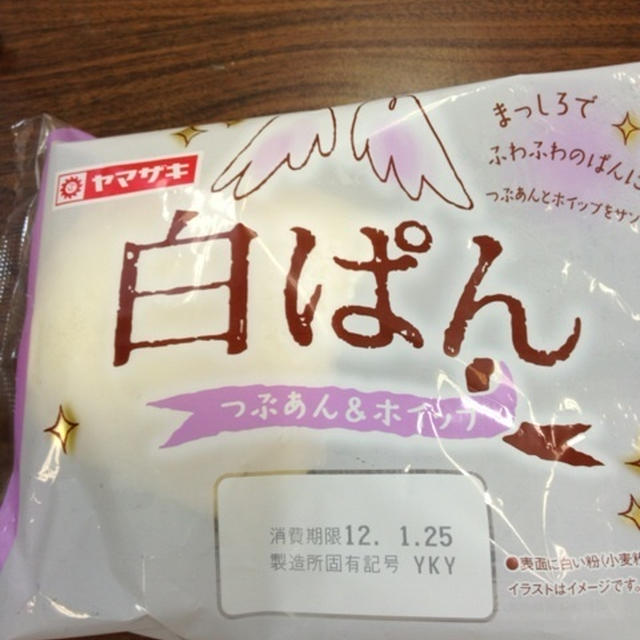 まっしろで
ふわふわのぱんに
つぶあんとホイップをサン
ヤマザキ
白ぱん
つぶあん&ホイップ
消費期限12. 1.25
製造所固有記号 YKY
●表面に白い粉(小麦粉
イラストはイメージです。